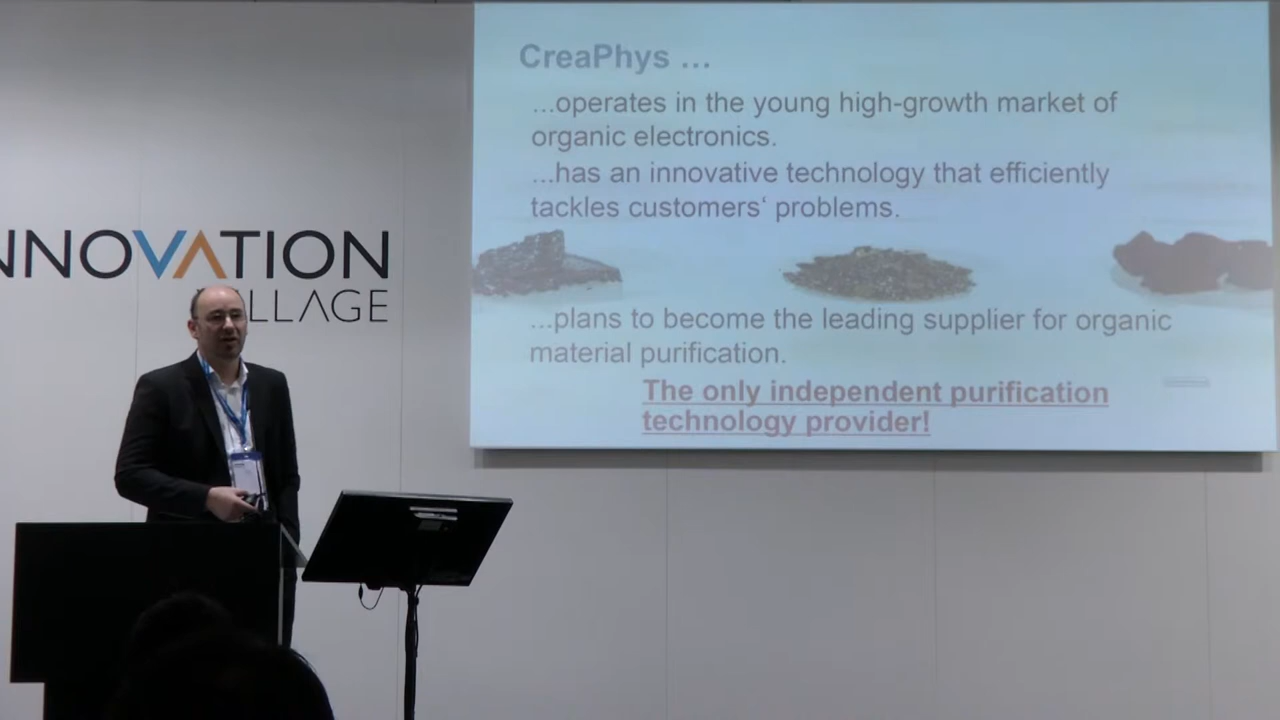 CreaPhys ...
...operates in the young high-growth market of
organic electronics.
...has an innovative technology that efficiently
tackles customers‘ problems.
...plans to become the leading supplier for organic
material purification.
The only independent purification
technology provider!
NNOVATION
ILLAGE